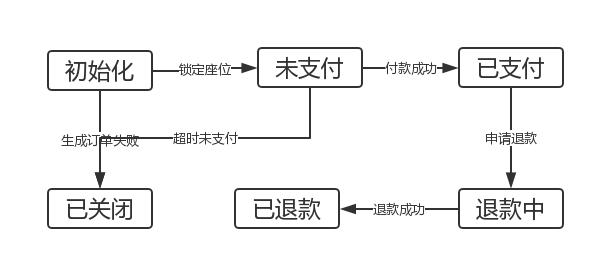 初始化
锁定座位
未支付
付款成功
已支付
生成订单失败
超时未支付
申请退款
已关闭
已退款
退款成功
退款中